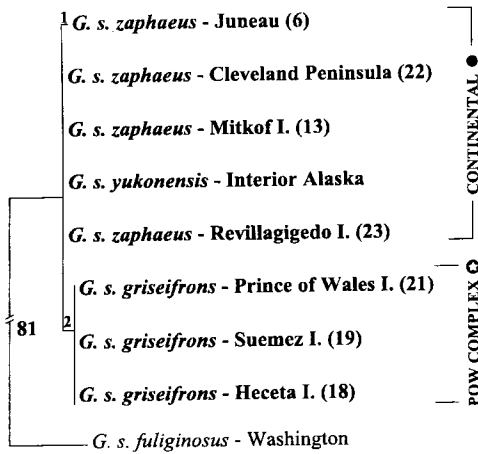 1 G. s. zaphaeus - Juneau (6)
G. s. zaphaeus - Cleveland Peninsula (22)
G. s. zaphaeus - Mitkof I. (13)
G. s. yukonensis - Interior Alaska
G. s. zaphaeus - Revillagigedo I. (23)
CONTINENTAL
G. s. griseifrons - Prince of Wales I. (21)
81
2
G. s. griseifrons - Suemez I. (19)
G. s. griseifrons - Heceta I. (18)
POW COMPLEX
G. s. fuliginosus - Washington